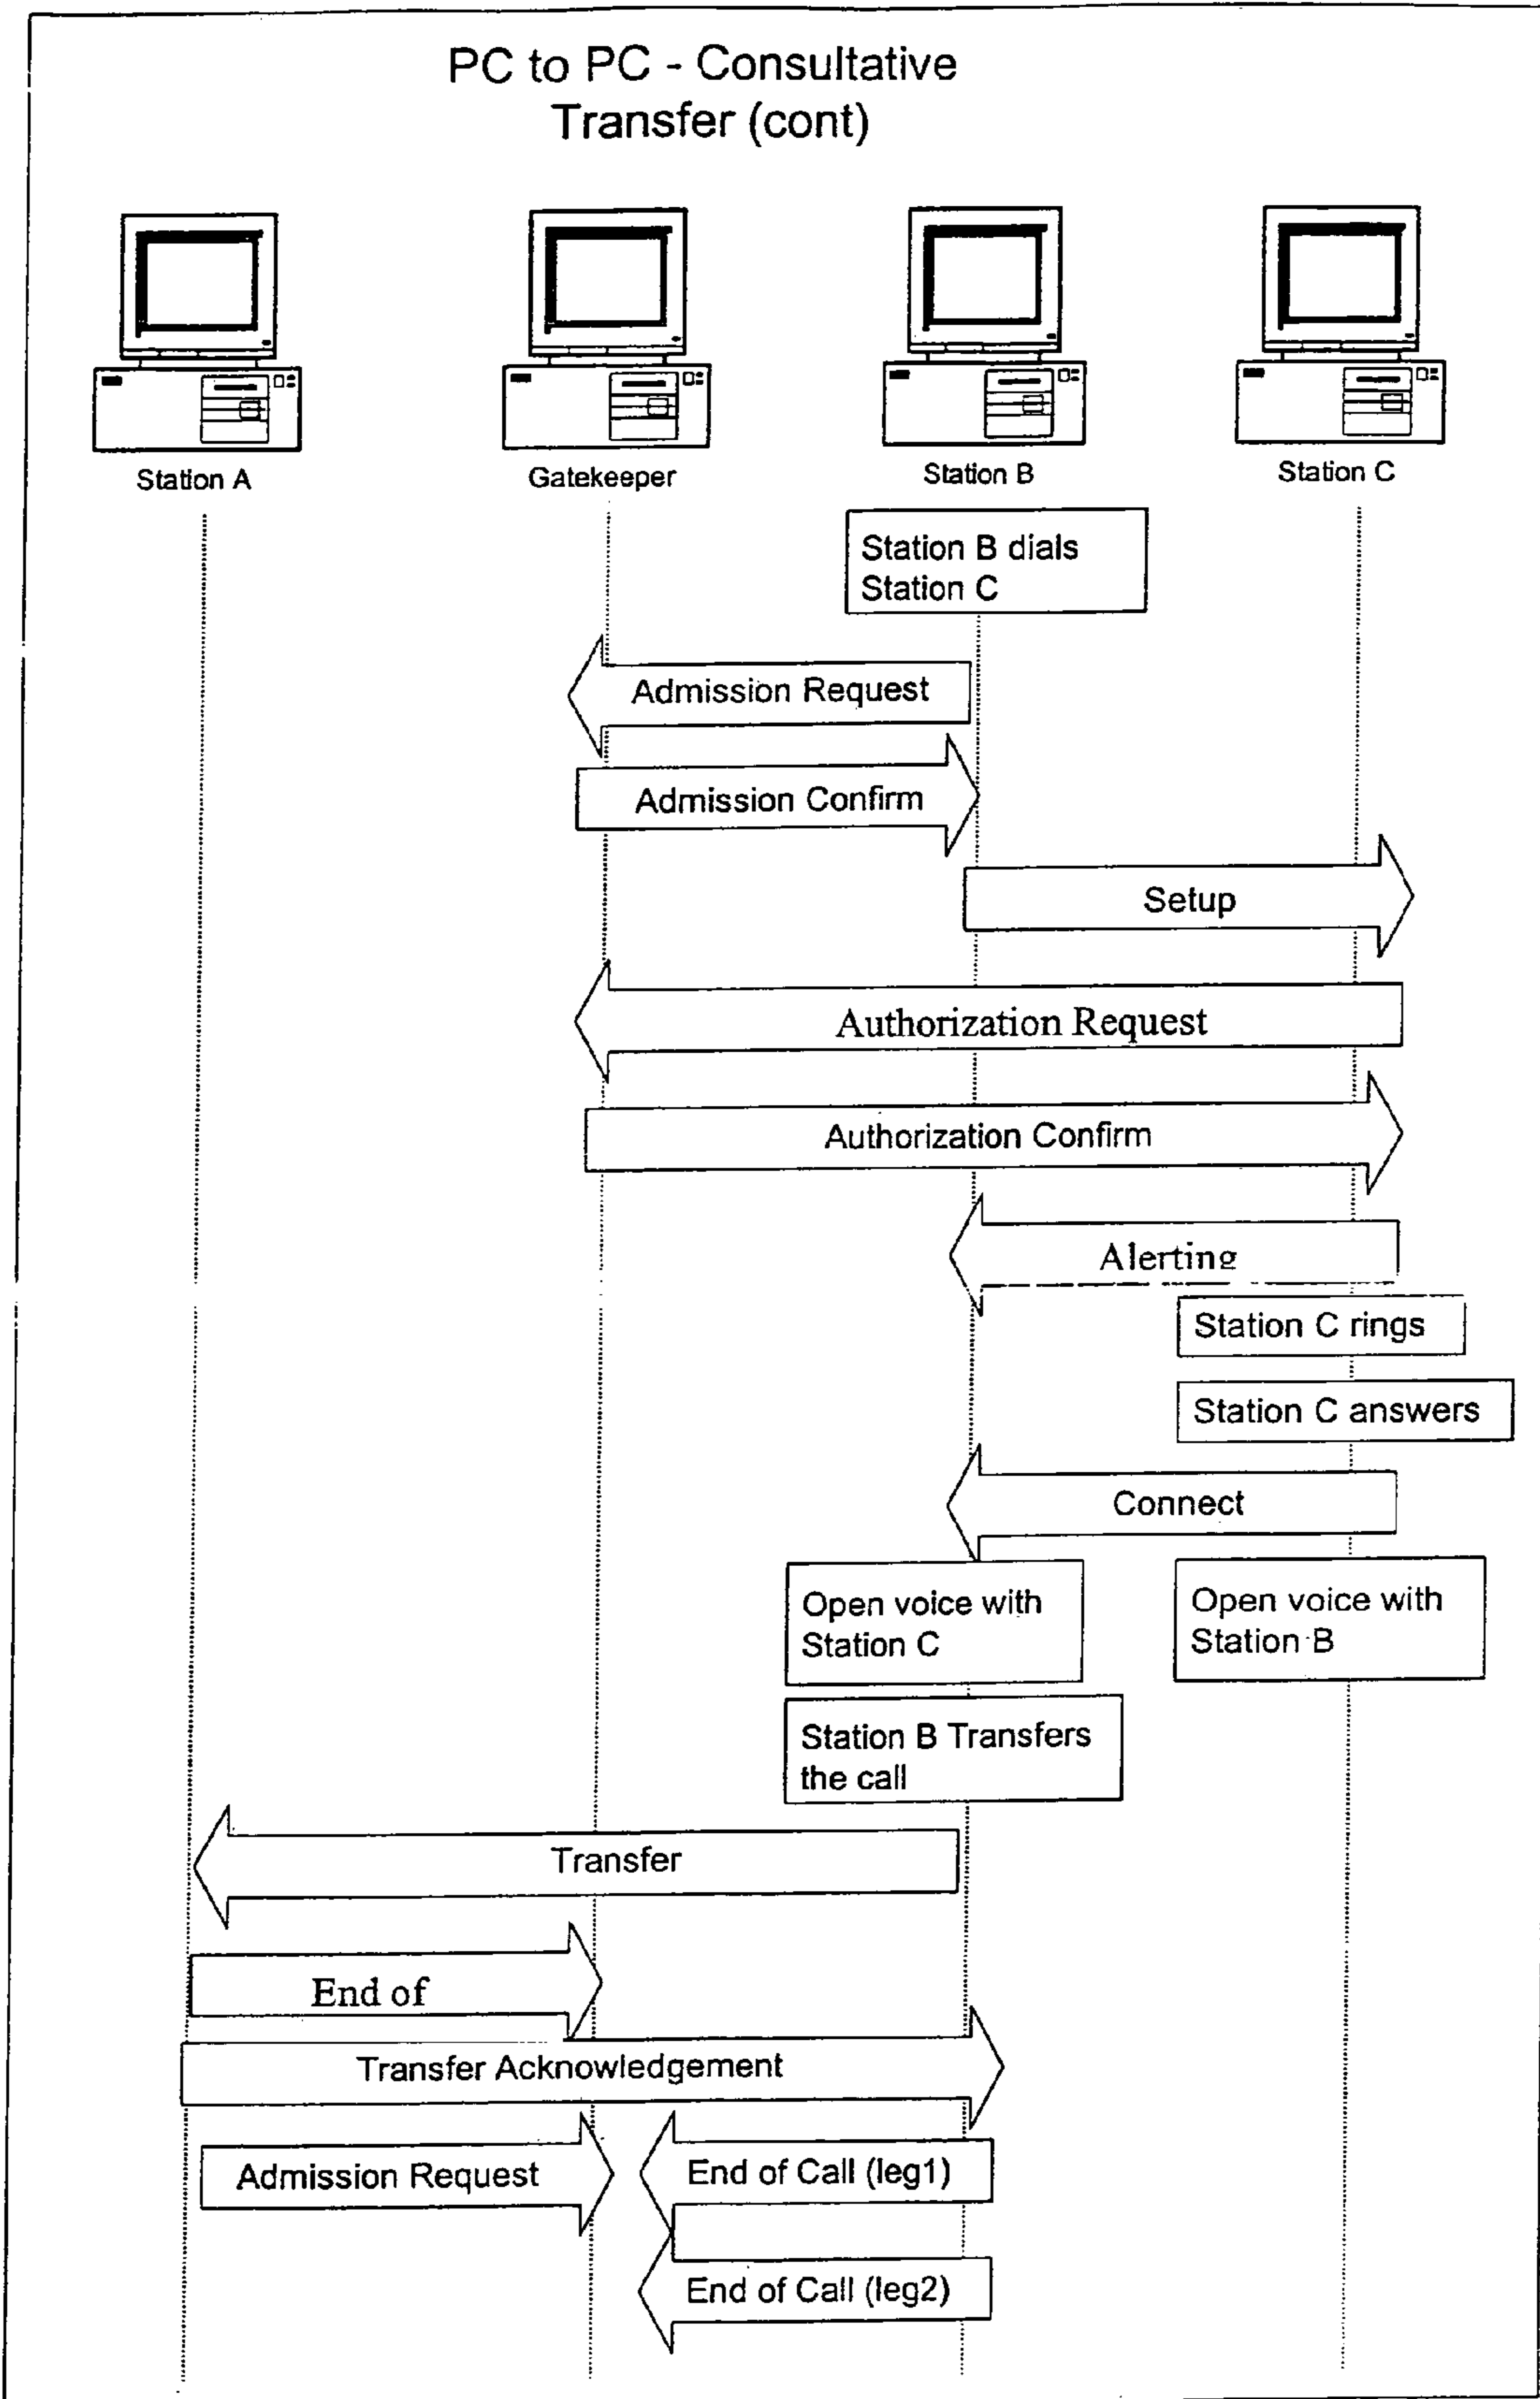 PC to PC - Consultative
Transfer (cont)
Station A
Gatekeeper
Station B
Station C
Station B dials
Station C
Admission Request
Admission Confirm
Setup
Authorization Request
Authorization Confirm
Alerting
Station C rings
Station C answers
Connect
Open voice with
Station C
Open voice with
Station B
Station B Transfers
the call
Transfer
End of
Transfer Acknowledgement
Admission Request
End of Call (leg1)
End of Call (leg2)